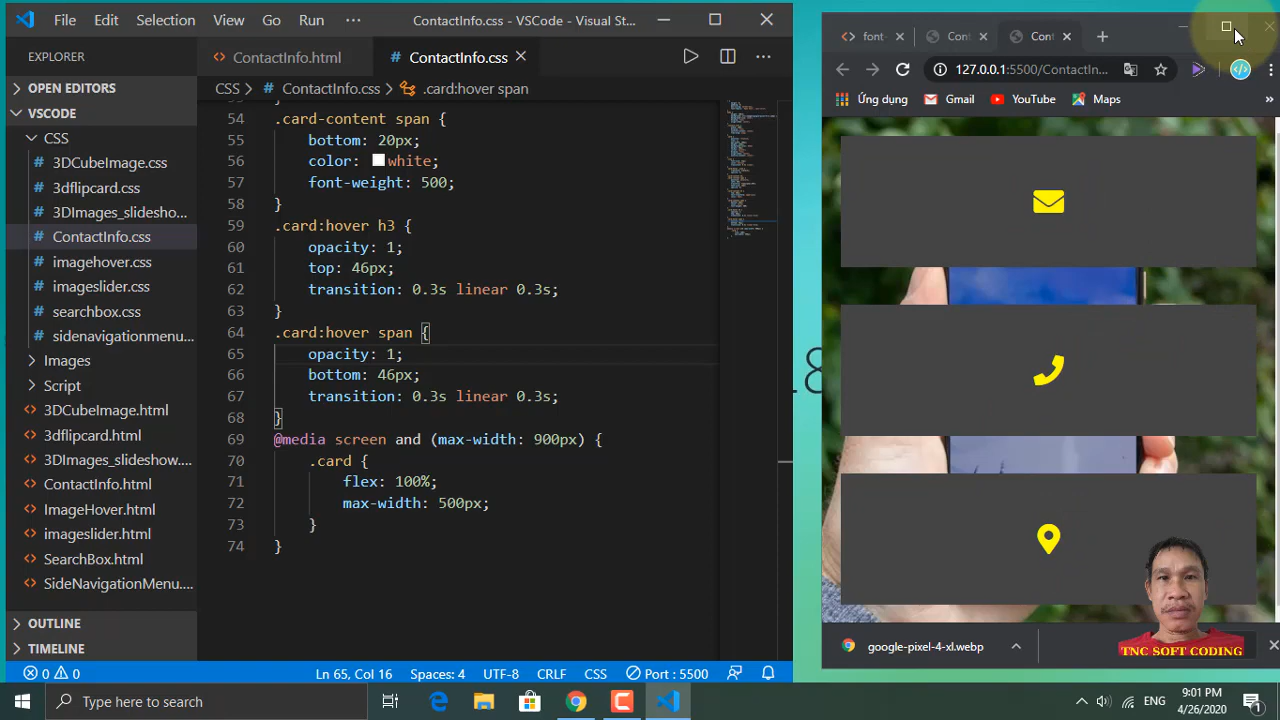 File Edit Selection View Go Run ··· ContactInfo.css - VSCode - Visual St...
EXPLORER
OPEN EDITORS
VSCODE
CSS
3DCubeImage.css
3dflipcard.css
3DImages_slidesho...
ContactInfo.css
imagehover.css
imageslider.css
searchbox.css
sidenavigationmenu...
Images
Script
3DCubeImage.html
3dflipcard.html
3DImages_slideshow....
ContactInfo.html
ImageHover.html
imageslider.html
SearchBox.html
SideNavigationMenu....
OUTLINE
TIMELINE
ContactInfo.html # ContactInfo.css
CSS > # ContactInfo.css > .card:hover span
54 .card-content span {
55 bottom: 20px;
56 color: white;
57 font-weight: 500;
58 }
59 .card:hover h3 {
60 opacity: 1;
61 top: 46px;
62 transition: 0.3s linear 0.3s;
63 }
64 .card:hover span {
65 opacity: 1;
66 bottom: 46px;
67 transition: 0.3s linear 0.3s;
68 }
69 @media screen and (max-width: 900px) {
70 .card {
71 flex: 100%;
72 max-width: 500px;
73 }
74 }
0 0 Ln 65, Col 16 Spaces: 4 UTF-8 CRLF CSS Port : 5500
font- Cont Cont
127.0.0.1:5500/ContactIn...
Ứng dụng Gmail YouTube Maps »
TNC SOFT CODING
google-pixel-4-xl.webp
Type here to search
ENG
9:01 PM
4/26/2020
1